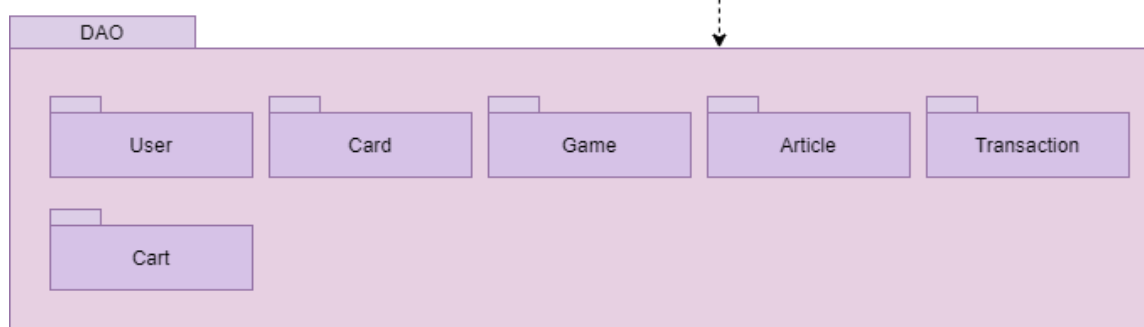 DAO
User
Card
Game
Article
Transaction
Cart